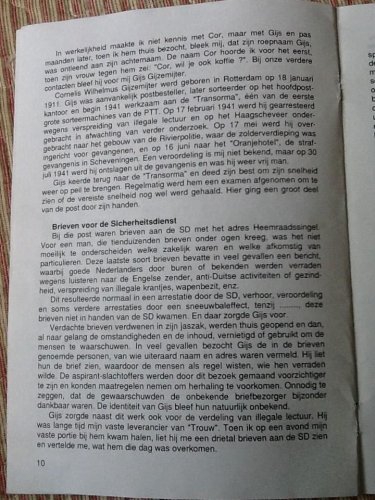 In werkelijkheid maakte ik niet kennis met Cor, maar met Gijs en pas
maanden later, toen ik hem thuis bezocht, bleek mij, dat zijn roepnaam Gijs,
was ontleend aan zijn achternaam. De naam Cor hoorde ik voor het eerst,
toen zijn vrouw tegen hem zei: "Cor, wil je ook koffie ?". Bij onze verdere
contacten bleef hij voor mij Gijs Gijzemijter.
Cornelis Wilhelmus Gijzemijter werd geboren in Rotterdam op 18 januari
1911. Gijs was aanvankelijk postbesteller, later sorteerder op het hoofdpost-
kantoor en begin 1941 werkzaam aan de "Transorma", één van de eerste
grote sorteermachines van de PTT. Op 17 februari 1941 werd hij gearresteerd
wegens verspreiding van illegale lectuur en op het Haagscheveer onder-
gebracht in afwachting van verder onderzoek. Op 17 mei werd hij over-
gebracht naar het gebouw van de Rivierpolitie, waar de zolderverdieping was
ingericht voor gevangenen, en op 16 juni naar het "Oranjehotel", de straf-
gevangenis in Scheveningen. Een veroordeling is mij niet bekend, maar op 30
juli 1941 werd hij ontslagen uit de gevangenis en was hij weer vrij man.
Gijs keerde terug naar de "Transorma" en deed zijn best om zijn snelheid
weer op peil te brengen. Regelmatig werd hem een examen afgenomen om te
zien of de vereiste snelheid nog wel werd gehaald. Hier ging een groot deel
van de post door zijn handen.
Brieven voor de Sicherheitsdienst
Bij die post waren brieven aan de SD met het adres Heemraadssingel.
Voor een man, die tienduizenden brieven onder ogen kreeg, was het niet
moeilijk te onderscheiden welke zakelijk waren en welke afkomstig van
particulieren. Deze laatste soort brieven bevatte in veel gevallen een bericht,
waarbij goede Nederlanders door buren of bekenden werden verraden
wegens luisteren naar de Engelse zender, anti-Duitse activiteiten of gezind-
heid, verspreiding van illegale krantjes, wapenbezit, enz.
Dit resulteerde normaal in een arrestatie door de SD, verhoor, veroordeling
en soms verdere arrestaties door een sneeuwbaleffect, tenzij ........, deze
brieven niet in handen van de SD kwamen. En daar zorgde Gijs voor.
Verdachte brieven verdwenen in zijn jaszak, werden thuis geopend en dan,
al naar gelang de omstandigheden en de inhoud, vernietigd of gebruikt om de
mensen te waarschuwen. In veel gevallen bezocht Gijs de in de brieven
genoemde personen, van wie uiteraard naam en adres waren vermeld. Hij liet
hun de brief zien, waardoor de mensen als regel wisten, wie hen verraden
wilde. De aspirant-slachtoffers werden door dit bezoek gemaand voorzichtiger
te zijn en konden maatregelen nemen om herhaling te voorkomen. Onnodig te
zeggen, dat de gewaarschuwden de onbekende briefbezorger bijzonder
dankbaar waren. De identiteit van Gijs bleef hun natuurlijk onbekend.
Gijs zorgde naast dit werk ook voor de verdeling van illegale lectuur. Hij
was lange tijd mijn vaste leverancier van "Trouw". Toen ik op een avond mijn
vaste portie bij hem kwam halen, liet hij me een drietal brieven aan de SD zien
en vertelde me, wat hem die dag was overkomen.
10